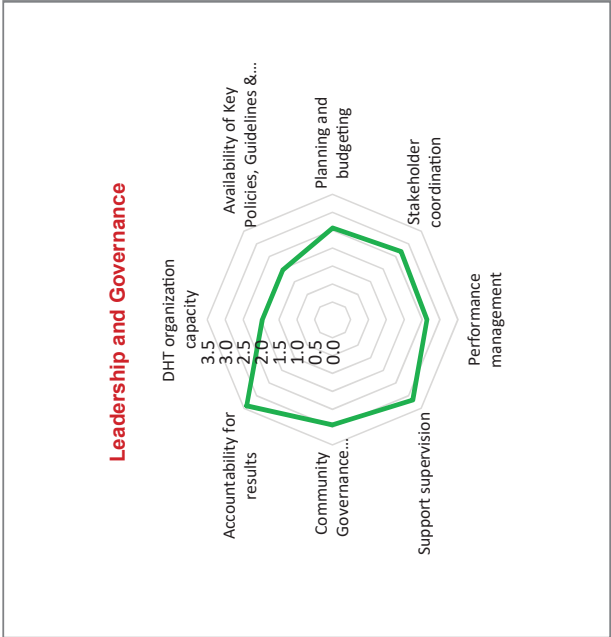 Leadership and Governance
DHT organization
capacity
3.5
3.0
2.5
2.0
1.5
1.0
0.5
0.0
Availability of Key
Policies, Guidelines &...
Planning and
budgeting
Stakeholder
coordination
Performance
management
Support supervision
Community
Governance...
Accountability for
results